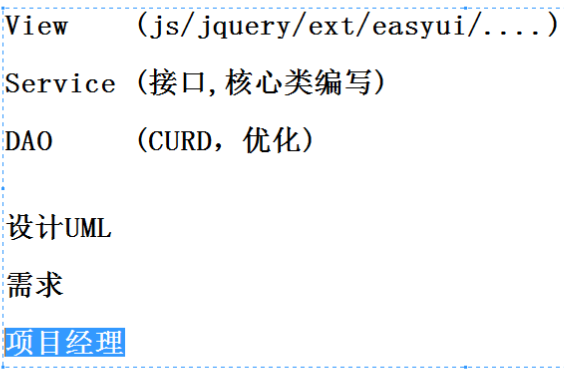 View (js/jquery/ext/easyui/....)
Service (接口,核心类编写)
DAO (CURD，优化)
设计UML
需求
项目经理